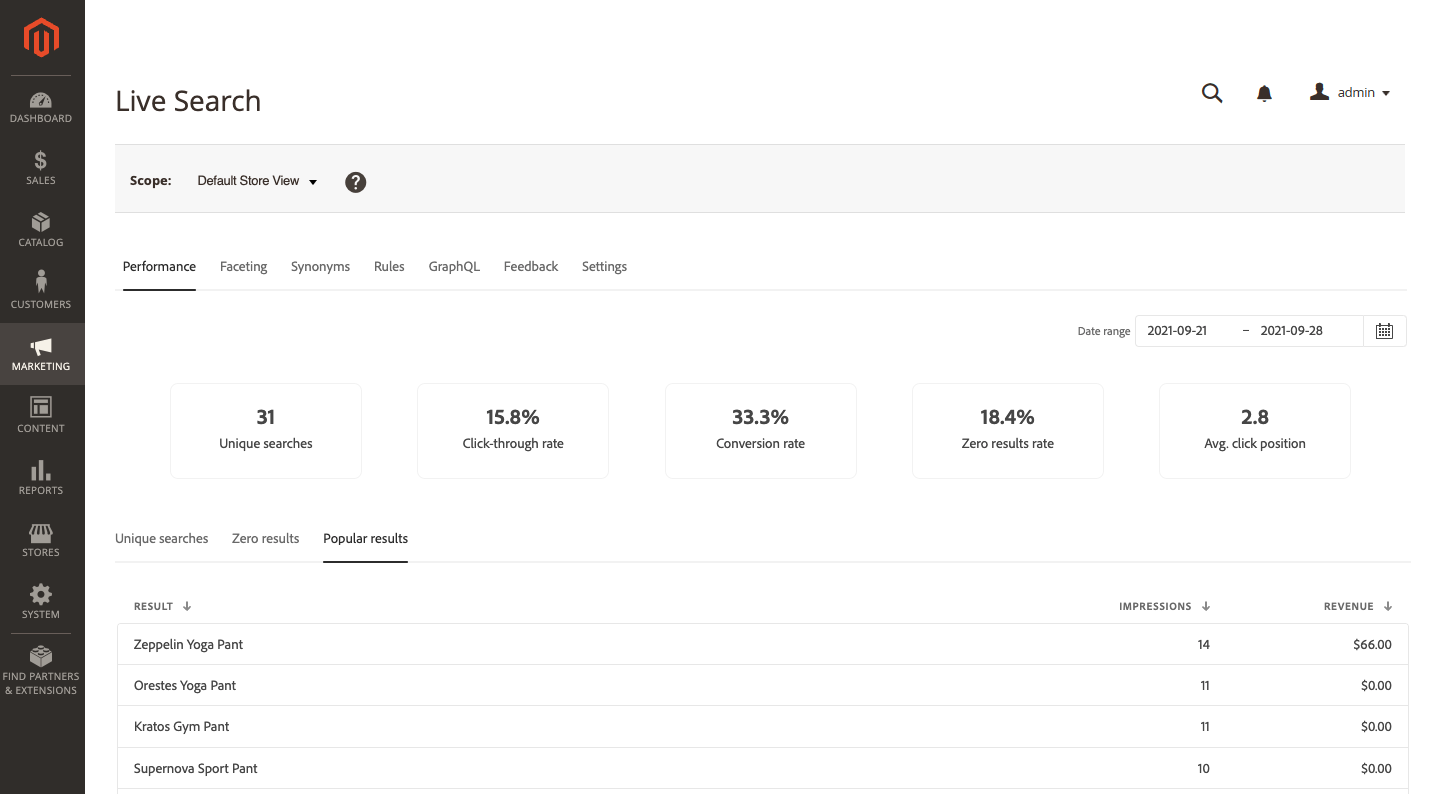 DASHBOARD
SALES
CATALOG
CUSTOMERS
MARKETING
CONTENT
REPORTS
STORES
SYSTEM
FIND PARTNERS
& EXTENSIONS
Live Search
admin
Scope: Default Store View ?
Performance Faceting Synonyms Rules GraphQL Feedback Settings
Date range 2021-09-21 – 2021-09-28
31 15.8% 33.3% 18.4% 2.8
Unique searches Click-through rate Conversion rate Zero results rate Avg. click position
Unique searches Zero results Popular results
RESULT IMPRESSIONS REVENUE
Zeppelin Yoga Pant 14 $66.00
Orestes Yoga Pant 11 $0.00
Kratos Gym Pant 11 $0.00
Supernova Sport Pant 10 $0.00